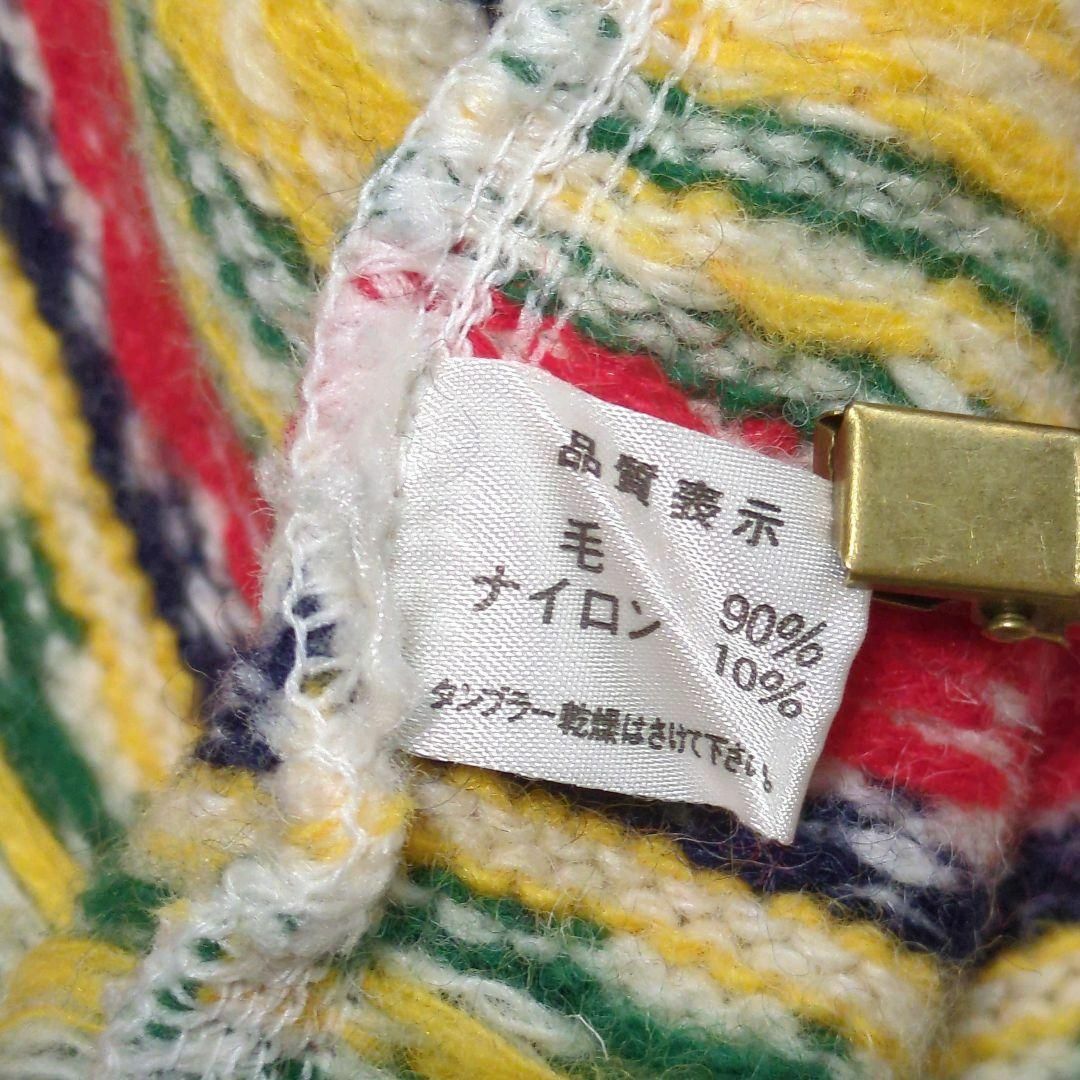 品質表示
毛 90%
ナイロン 10%
タンブラー乾燥はさけて下さい。